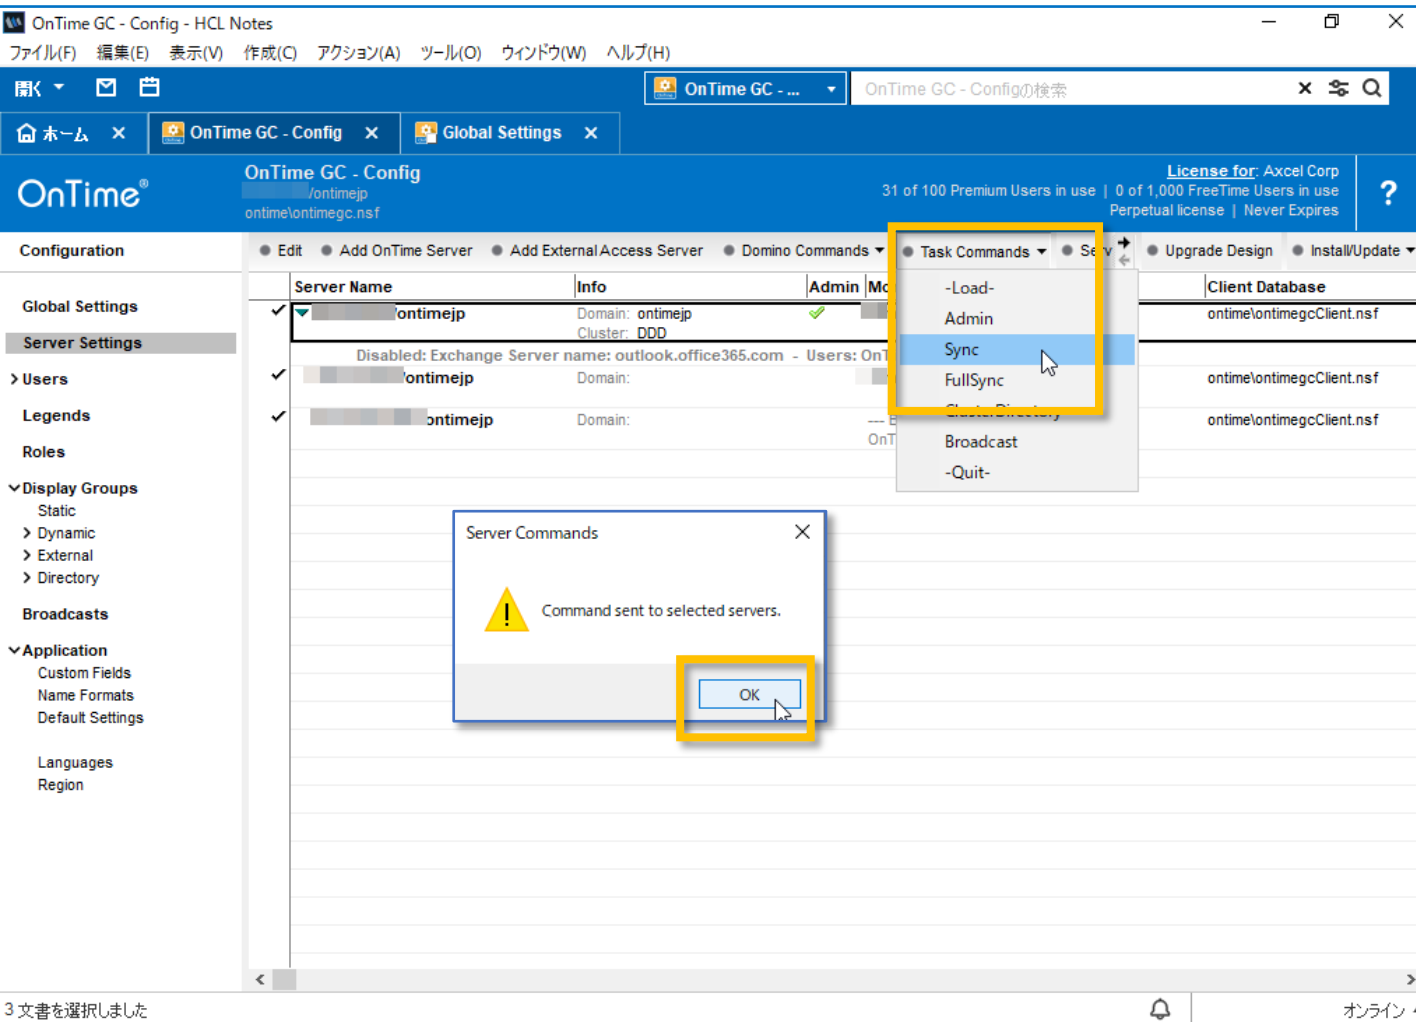 OnTime GC - Config - HCL Notes
ファイル(F) 編集(E) 表示(V) 作成(C) アクション(A) ツール(O) ウィンドウ(W) ヘルプ(H)
開く
OnTime GC - ...
OnTime GC - Configの検索
ホーム
OnTime GC - Config
Global Settings
OnTime®
OnTime GC - Config
/ontimejp
ontime\ontimegc.nsf
License for: Axcel Corp
31 of 100 Premium Users in use | 0 of 1,000 FreeTime Users in use
Perpetual license | Never Expires
?
Configuration
Edit Add OnTime Server Add External Access Server Domino Commands Task Commands Serv Upgrade Design Install/Update
Server Name Info Admin Mo Client Database
Global Settings
Server Settings
Users
Legends
Roles
Display Groups
Static
Dynamic
External
Directory
Broadcasts
Application
Custom Fields
Name Formats
Default Settings
Languages
Region
/ontimejp Domain: ontimejp ontime\ontimegcClient.nsf
Cluster: DDD
Disabled: Exchange Server name: outlook.office365.com - Users: OnT
/ontimejp Domain: ontime\ontimegcClient.nsf
ontimejp Domain: --- E ontime\ontimegcClient.nsf
OnT
-Load-
Admin
Sync
FullSync
ClusterDirectory
Broadcast
-Quit-
Server Commands
Command sent to selected servers.
OK
3 文書を選択しました
オンライン